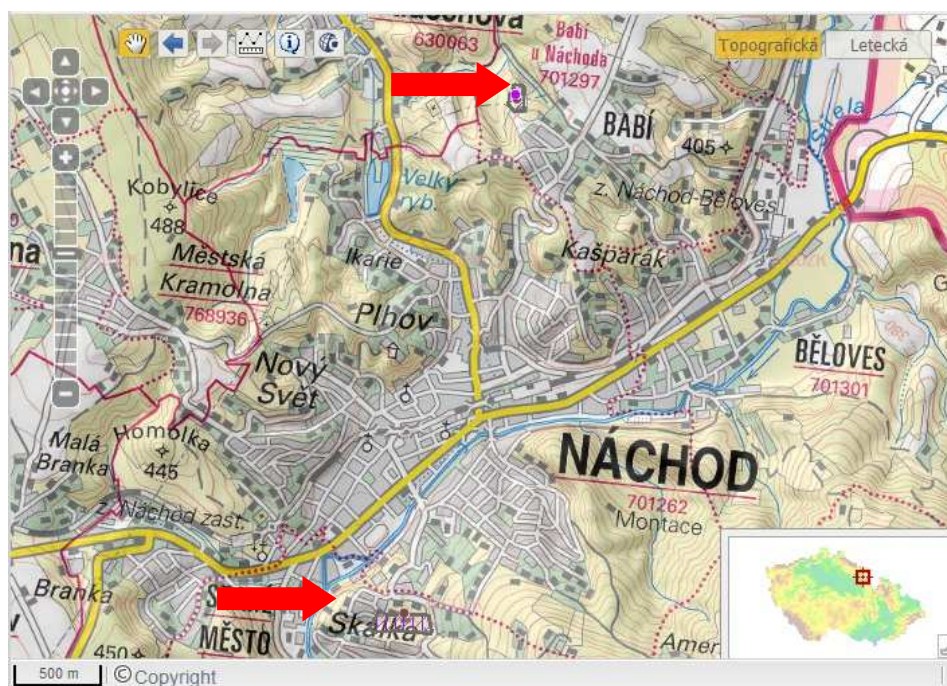 630063
Babí
u Náchoda
701297
Topografická
Letecká
BABÍ
405
Střela
z. Náchod-Běloves
Kobylice
488
Velký
ryb.
Městská
Kramolna
768936
Ikarie
Kašparák
Plhov
Nový
Svět
BĚLOVES
701301
Malá
Branka
Homolka
445
NÁCHOD
701262
Montace
z. Náchod zast.
Branka
MĚSTO
Skalka
450
Amer
500 m
© Copyright